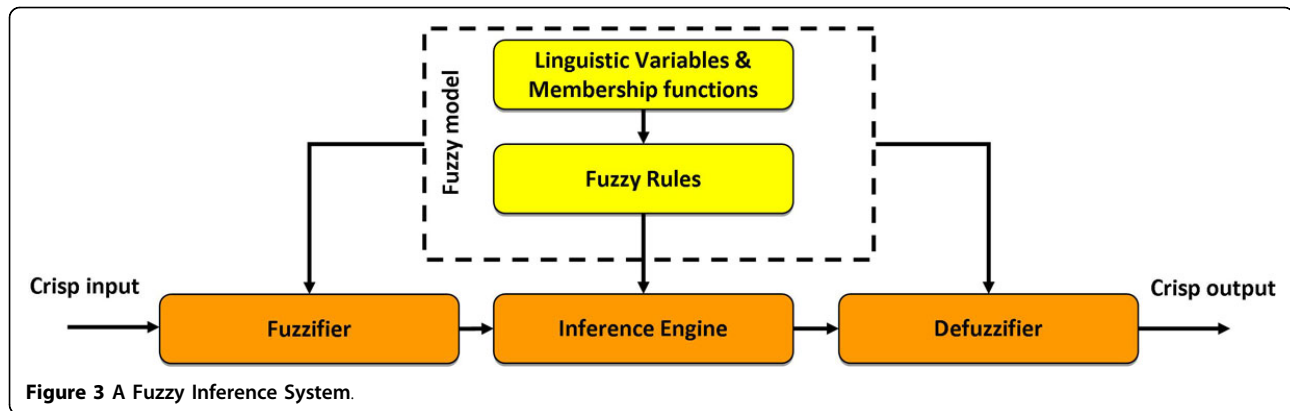 Linguistic Variables &
Membership functions
Fuzzy model
Fuzzy Rules
Crisp input
Crisp output
Fuzzifier
Inference Engine
Defuzzifier
Figure 3 A Fuzzy Inference System.